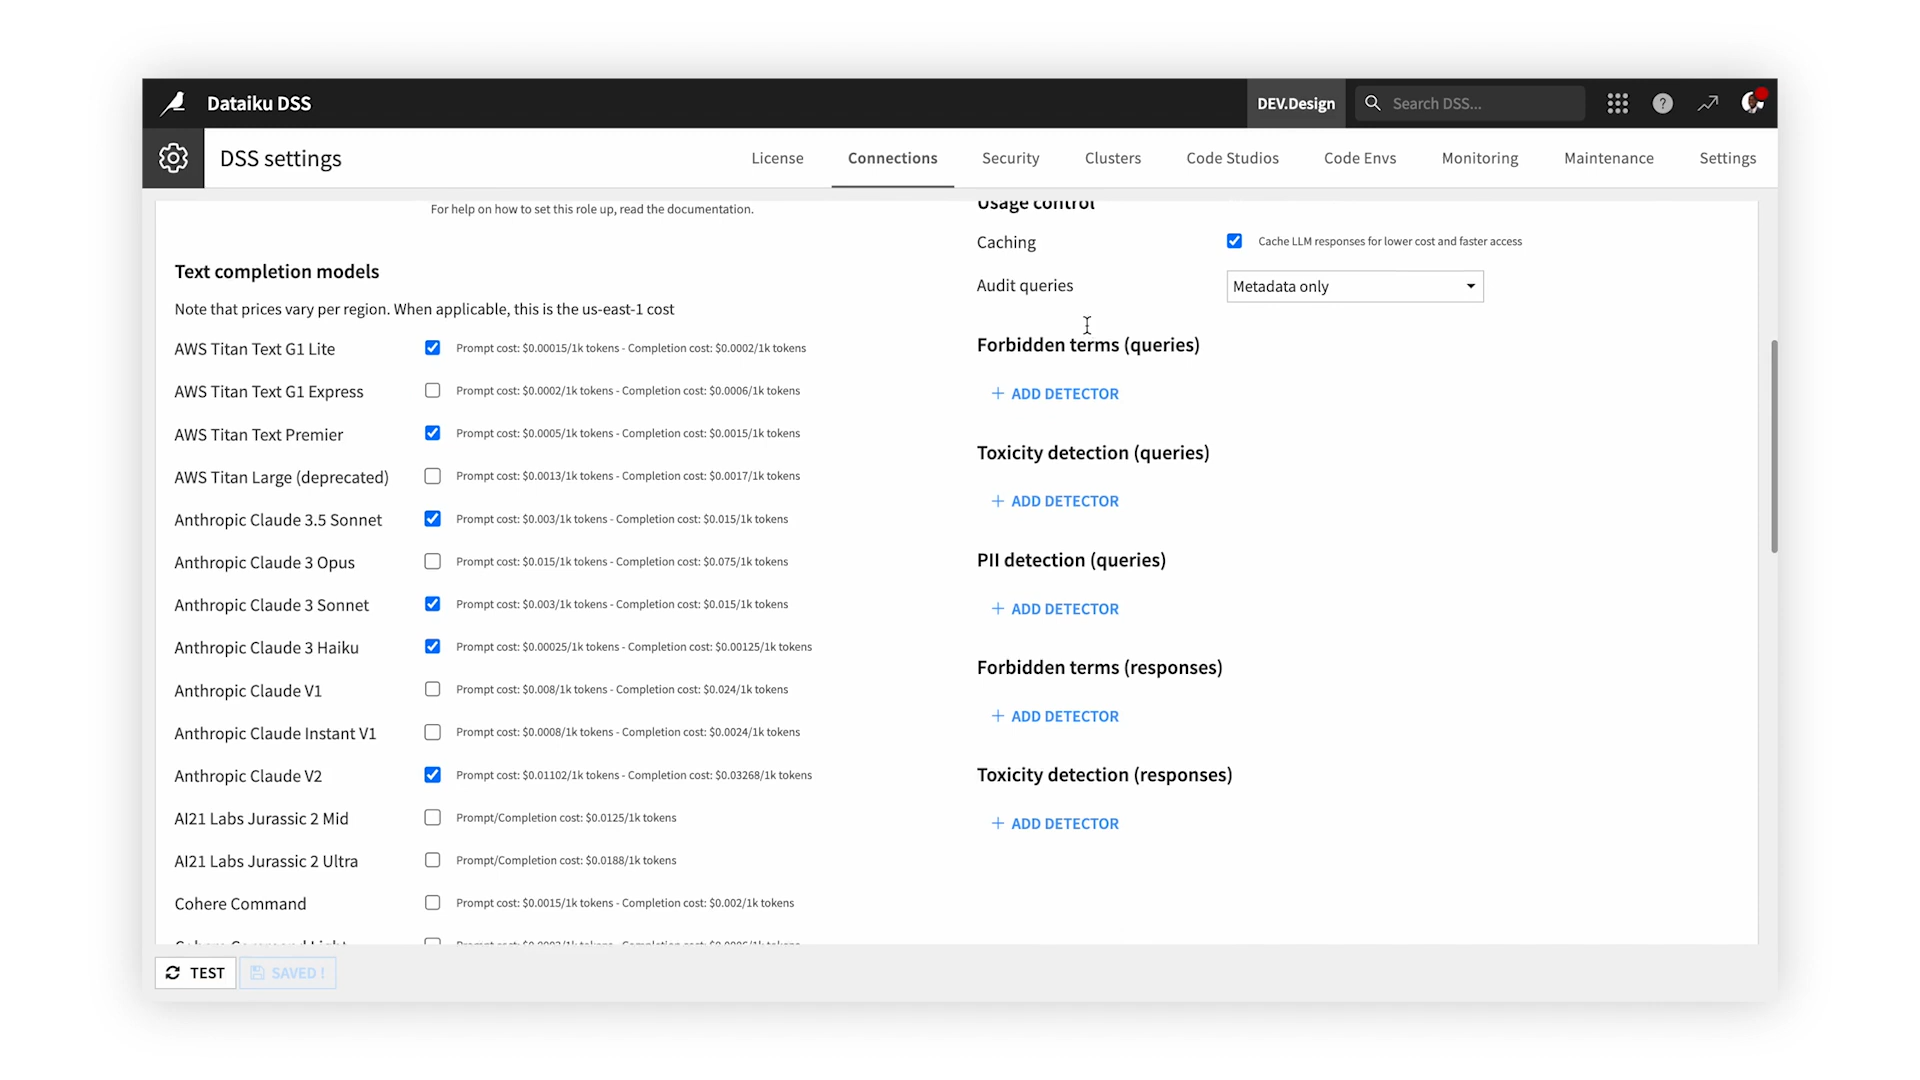 Dataiku DSS
DEV.Design
Search DSS...
DSS settings
License
Connections
Security
Clusters
Code Studios
Code Envs
Monitoring
Maintenance
Settings
For help on how to set this role up, read the documentation.
Text completion models
Note that prices vary per region. When applicable, this is the us-east-1 cost
AWS Titan Text G1 Lite
Prompt cost: $0.00015/1k tokens - Completion cost: $0.0002/1k tokens
AWS Titan Text G1 Express
Prompt cost: $0.0002/1k tokens - Completion cost: $0.0006/1k tokens
AWS Titan Text Premier
Prompt cost: $0.0005/1k tokens - Completion cost: $0.0015/1k tokens
AWS Titan Large (deprecated)
Prompt cost: $0.0013/1k tokens - Completion cost: $0.0017/1k tokens
Anthropic Claude 3.5 Sonnet
Prompt cost: $0.003/1k tokens - Completion cost: $0.015/1k tokens
Anthropic Claude 3 Opus
Prompt cost: $0.015/1k tokens - Completion cost: $0.075/1k tokens
Anthropic Claude 3 Sonnet
Prompt cost: $0.003/1k tokens - Completion cost: $0.015/1k tokens
Anthropic Claude 3 Haiku
Prompt cost: $0.00025/1k tokens - Completion cost: $0.00125/1k tokens
Anthropic Claude V1
Prompt cost: $0.008/1k tokens - Completion cost: $0.024/1k tokens
Anthropic Claude Instant V1
Prompt cost: $0.0008/1k tokens - Completion cost: $0.0024/1k tokens
Anthropic Claude V2
Prompt cost: $0.01102/1k tokens - Completion cost: $0.03268/1k tokens
AI21 Labs Jurassic 2 Mid
Prompt/Completion cost: $0.0125/1k tokens
AI21 Labs Jurassic 2 Ultra
Prompt/Completion cost: $0.0188/1k tokens
Cohere Command
Prompt cost: $0.0015/1k tokens - Completion cost: $0.002/1k tokens
Cohere Command Light
Usage control
Caching
Cache LLM responses for lower cost and faster access
Audit queries
Metadata only
Forbidden terms (queries)
+ ADD DETECTOR
Toxicity detection (queries)
+ ADD DETECTOR
PII detection (queries)
+ ADD DETECTOR
Forbidden terms (responses)
+ ADD DETECTOR
Toxicity detection (responses)
+ ADD DETECTOR
TEST
SAVED !